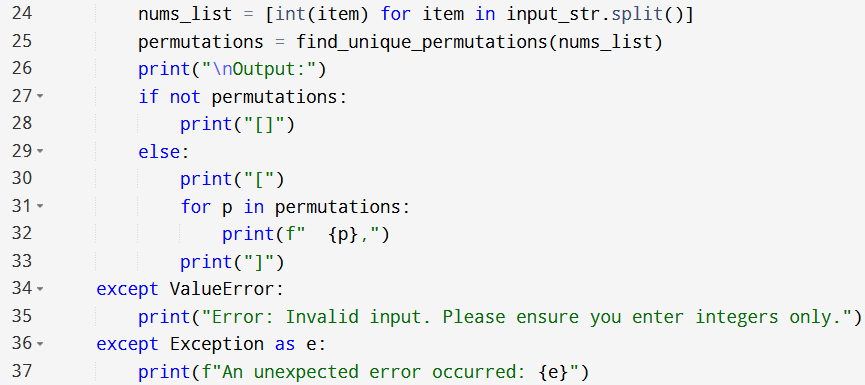 24 nums_list = [int(item) for item in input_str.split()]
25 permutations = find_unique_permutations(nums_list)
26 print("\nOutput:")
27 if not permutations:
28 print("[]")
29 else:
30 print("[")
31 for p in permutations:
32 print(f"  {p},")
33 print("]")
34 except ValueError:
35 print("Error: Invalid input. Please ensure you enter integers only.")
36 except Exception as e:
37 print(f"An unexpected error occurred: {e}")